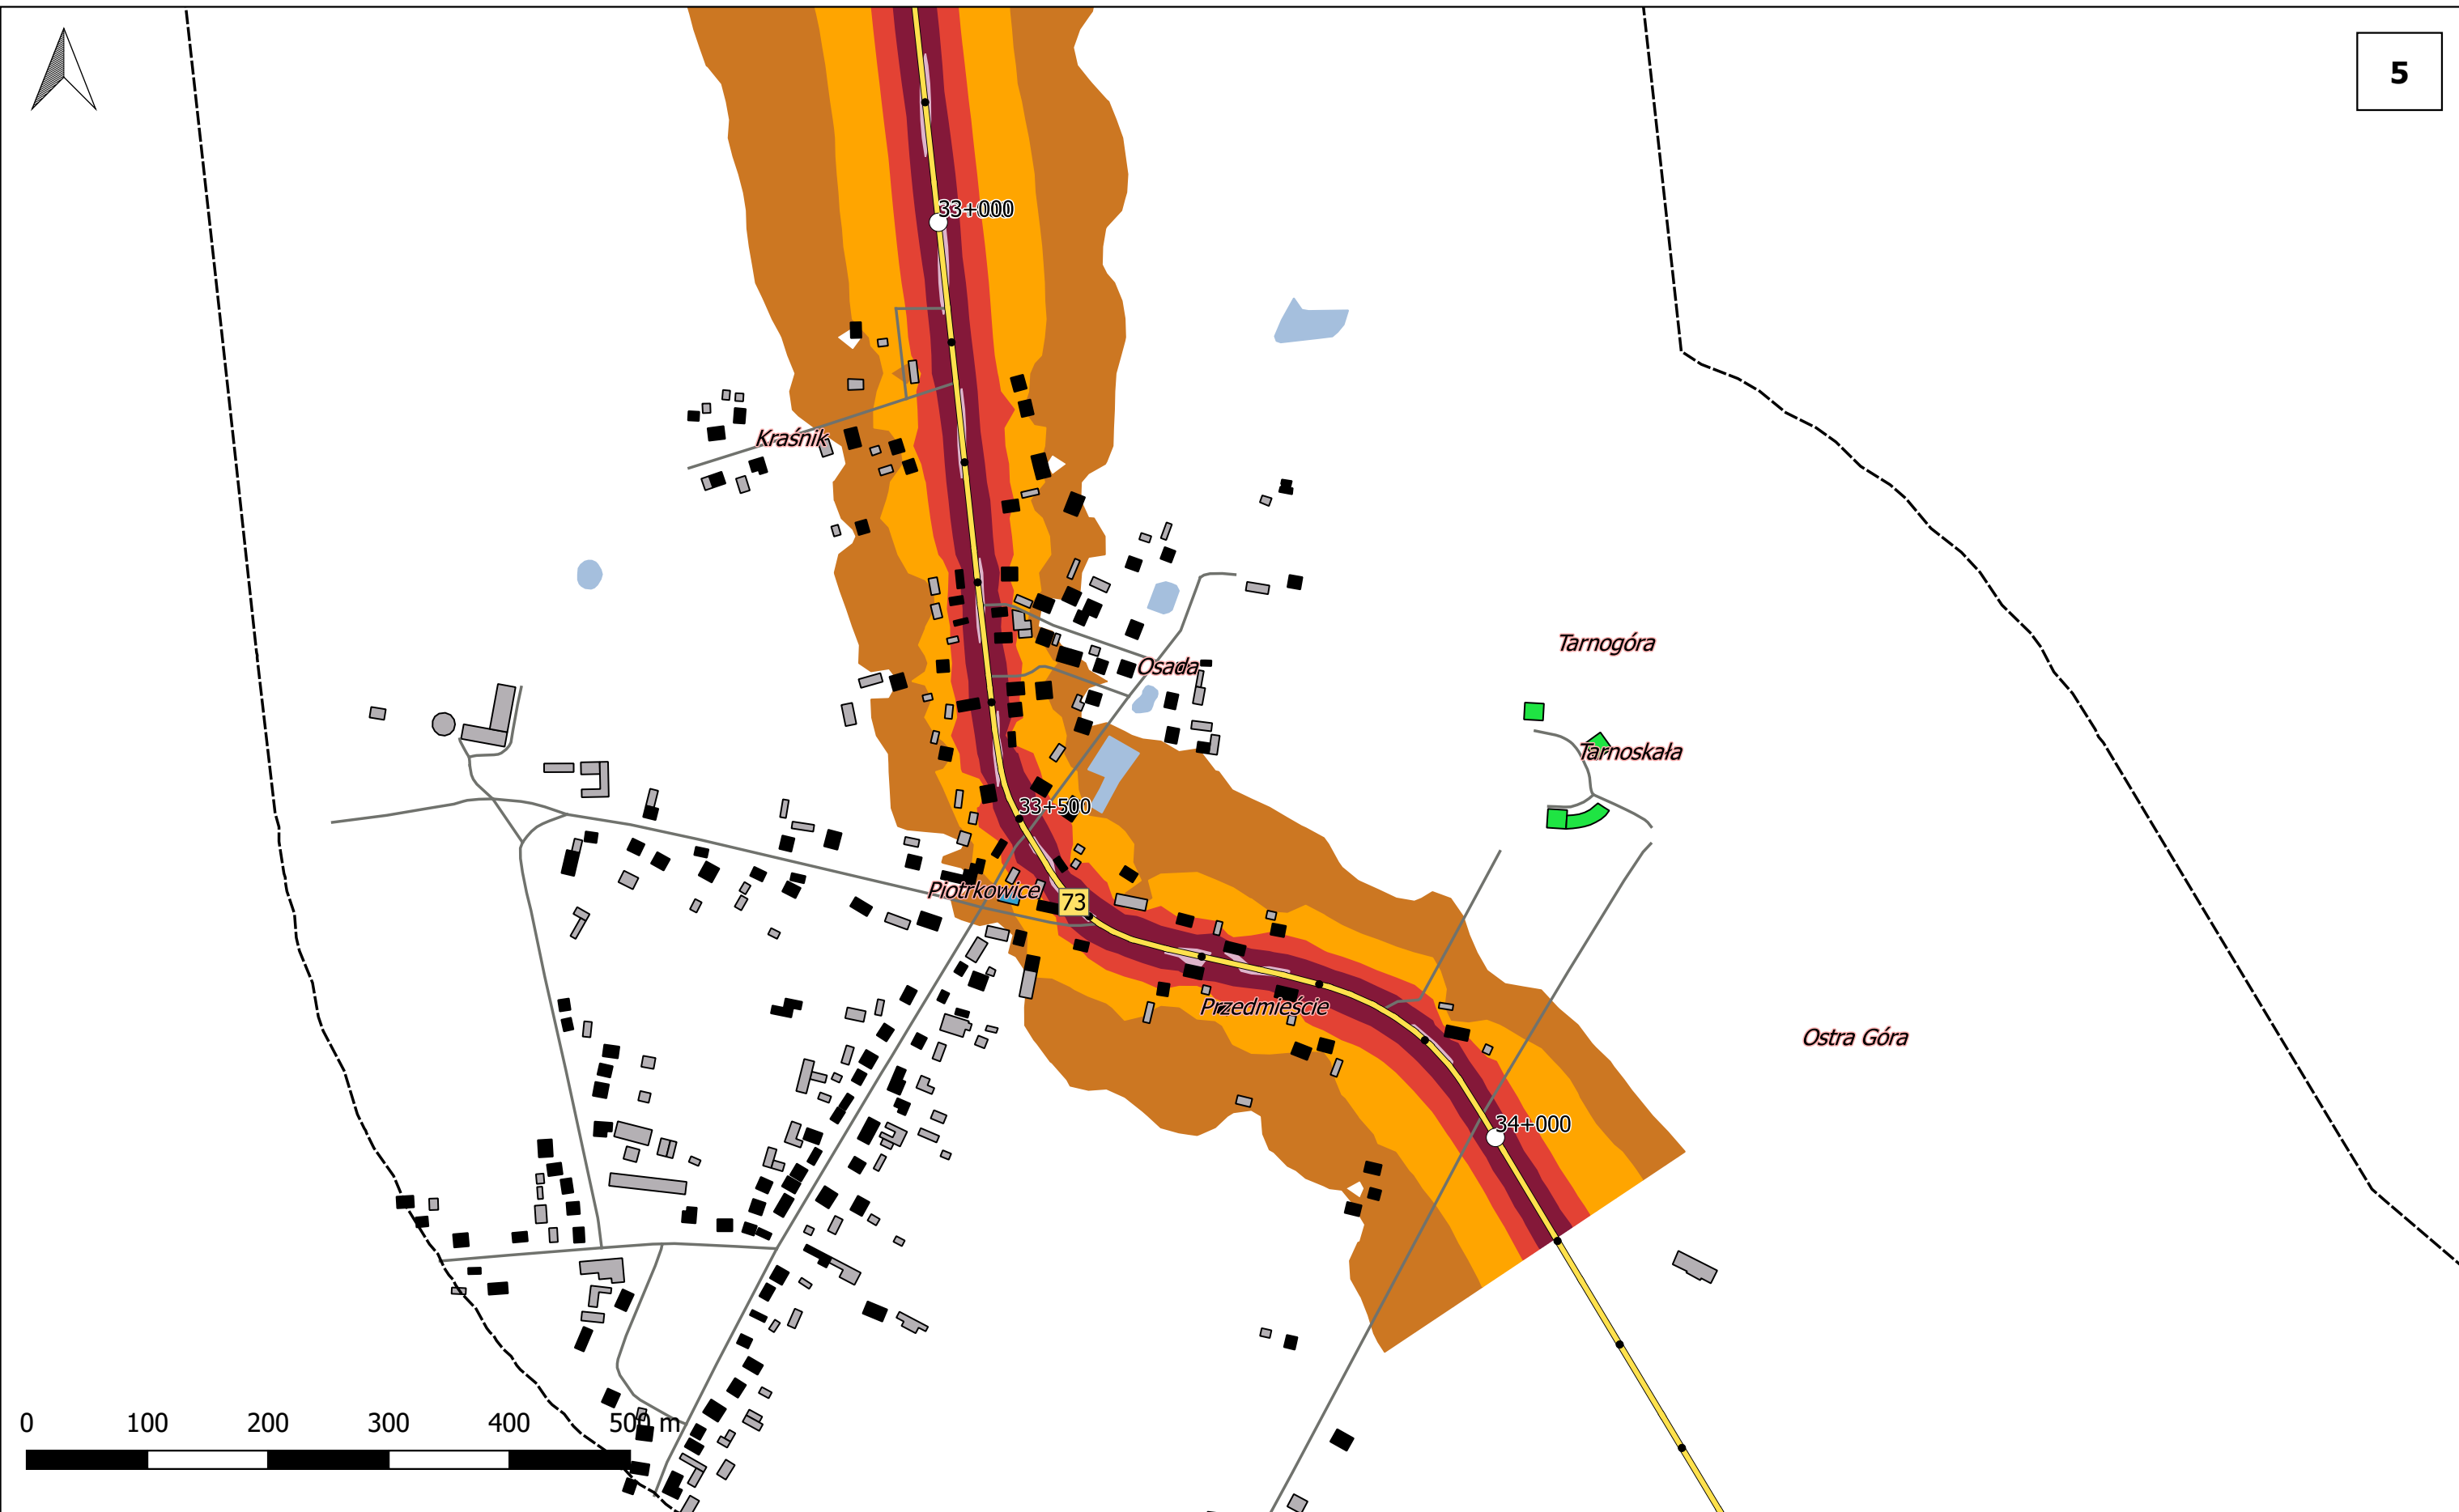 5
33+000
Kraśnik
Tarnogóra
Osada
Tarnoskała
33+500
Piotrkowice
73
Przedmieście
Ostra Góra
34+000
0 100 200 300 400 500 m